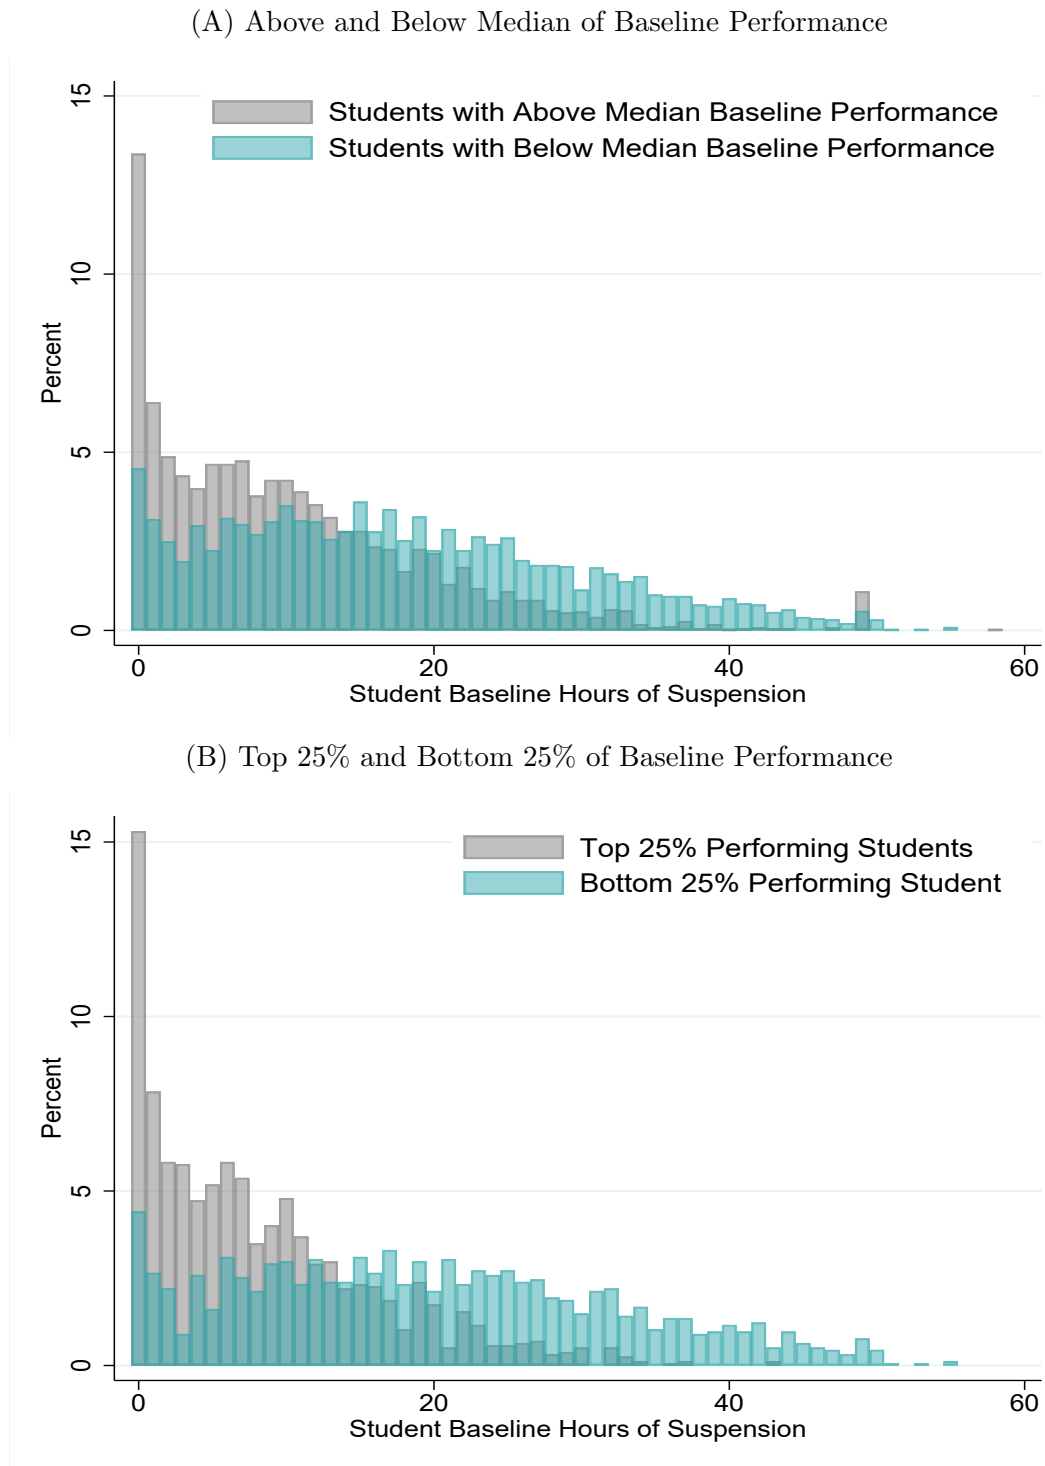 (A) Above and Below Median of Baseline Performance
15
Students with Above Median Baseline Performance
Students with Below Median Baseline Performance
10
Percent
5
0
0 20 40 60
Student Baseline Hours of Suspension
(B) Top 25% and Bottom 25% of Baseline Performance
15
Top 25% Performing Students
Bottom 25% Performing Student
10
Percent
5
0
0 20 40 60
Student Baseline Hours of Suspension